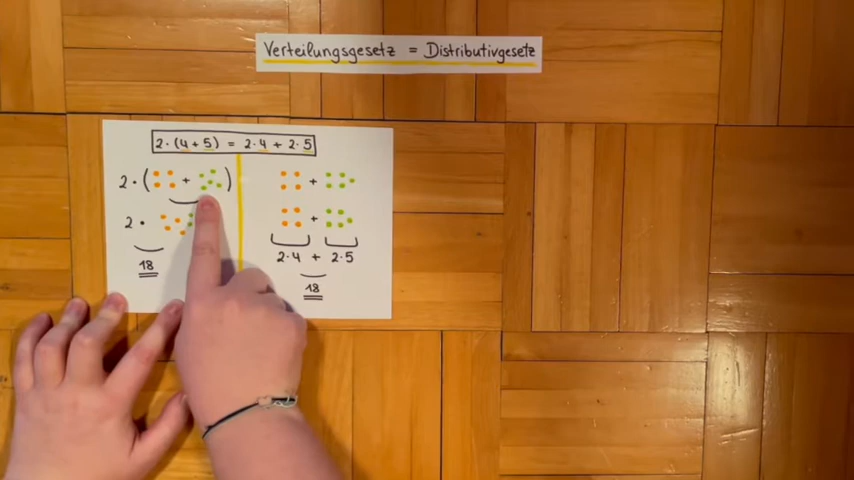 Verteilungsgesetz = Distributivgesetz
2·(4+5) = 2·4 + 2·5
2·( + )
2·
18
+
+
2·4 + 2·5
18